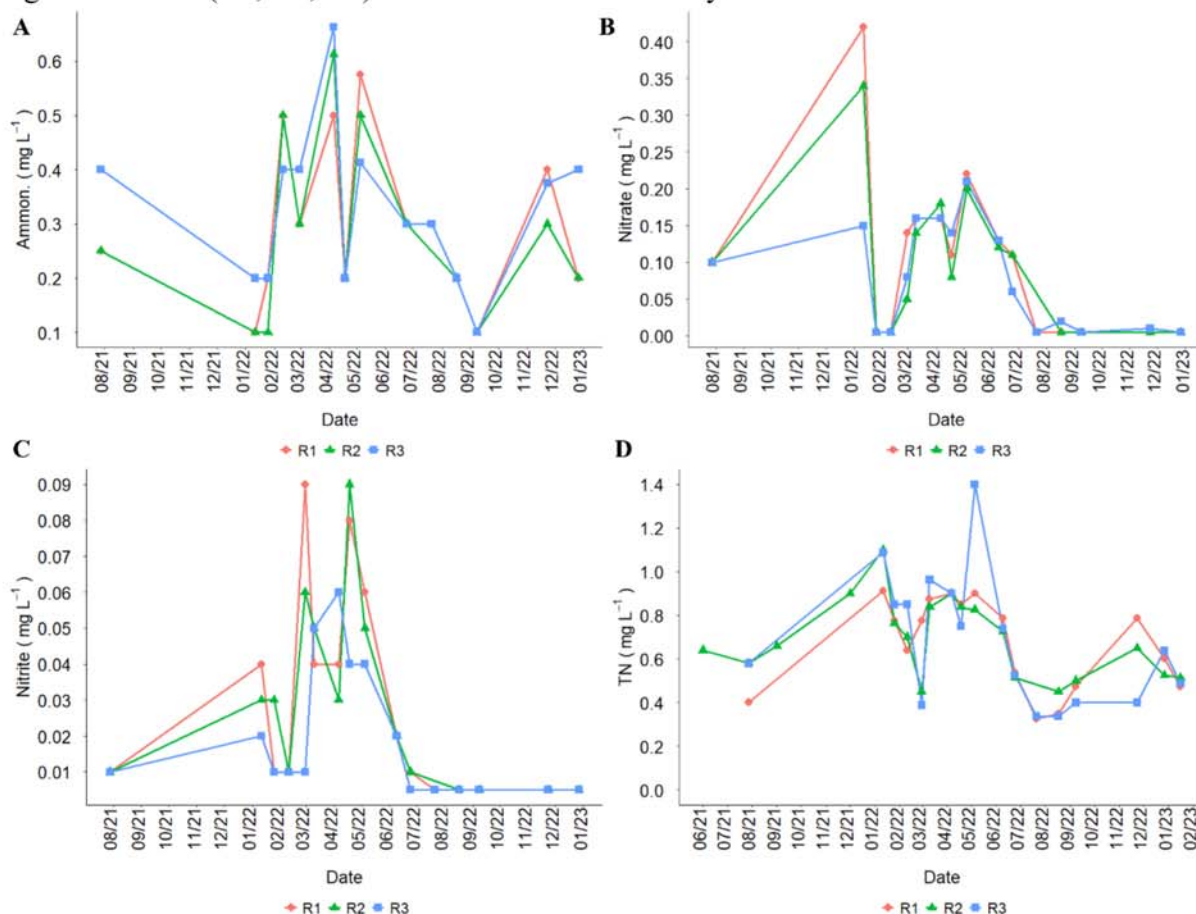 A
Ammon. ( mg L⁻¹ )
0.6
0.5
0.4
0.3
0.2
0.1
08/21 09/21 10/21 11/21 12/21 01/22 02/22 03/22 04/22 05/22 07/22 08/22 09/22 10/22 11/22 12/22 01/23
Date
R1 R2 R3
B
Nitrate ( mg L⁻¹ )
0.40
0.35
0.30
0.25
0.20
0.15
0.10
0.05
0.00
08/21 09/21 10/21 11/21 12/21 01/22 02/22 03/22 04/22 05/22 06/22 07/22 08/22 09/22 10/22 11/22 12/22 01/23
Date
R1 R2 R3
C
Nitrite ( mg L⁻¹ )
0.09
0.08
0.07
0.06
0.05
0.04
0.03
0.02
0.01
08/21 09/21 10/21 11/21 12/21 01/22 02/22 03/22 04/22 05/22 06/22 07/22 08/22 09/22 10/22 11/22 12/22 01/23
Date
R1 R2 R3
D
TN ( mg L⁻¹ )
1.4
1.2
1.0
0.8
0.6
0.4
0.2
0.0
06/21 07/21 08/21 09/21 10/21 11/21 12/21 01/22 02/22 03/22 04/22 05/22 06/22 07/22 08/22 09/22 10/22 11/22 12/22 01/23 02/23
Date
R1 R2 R3